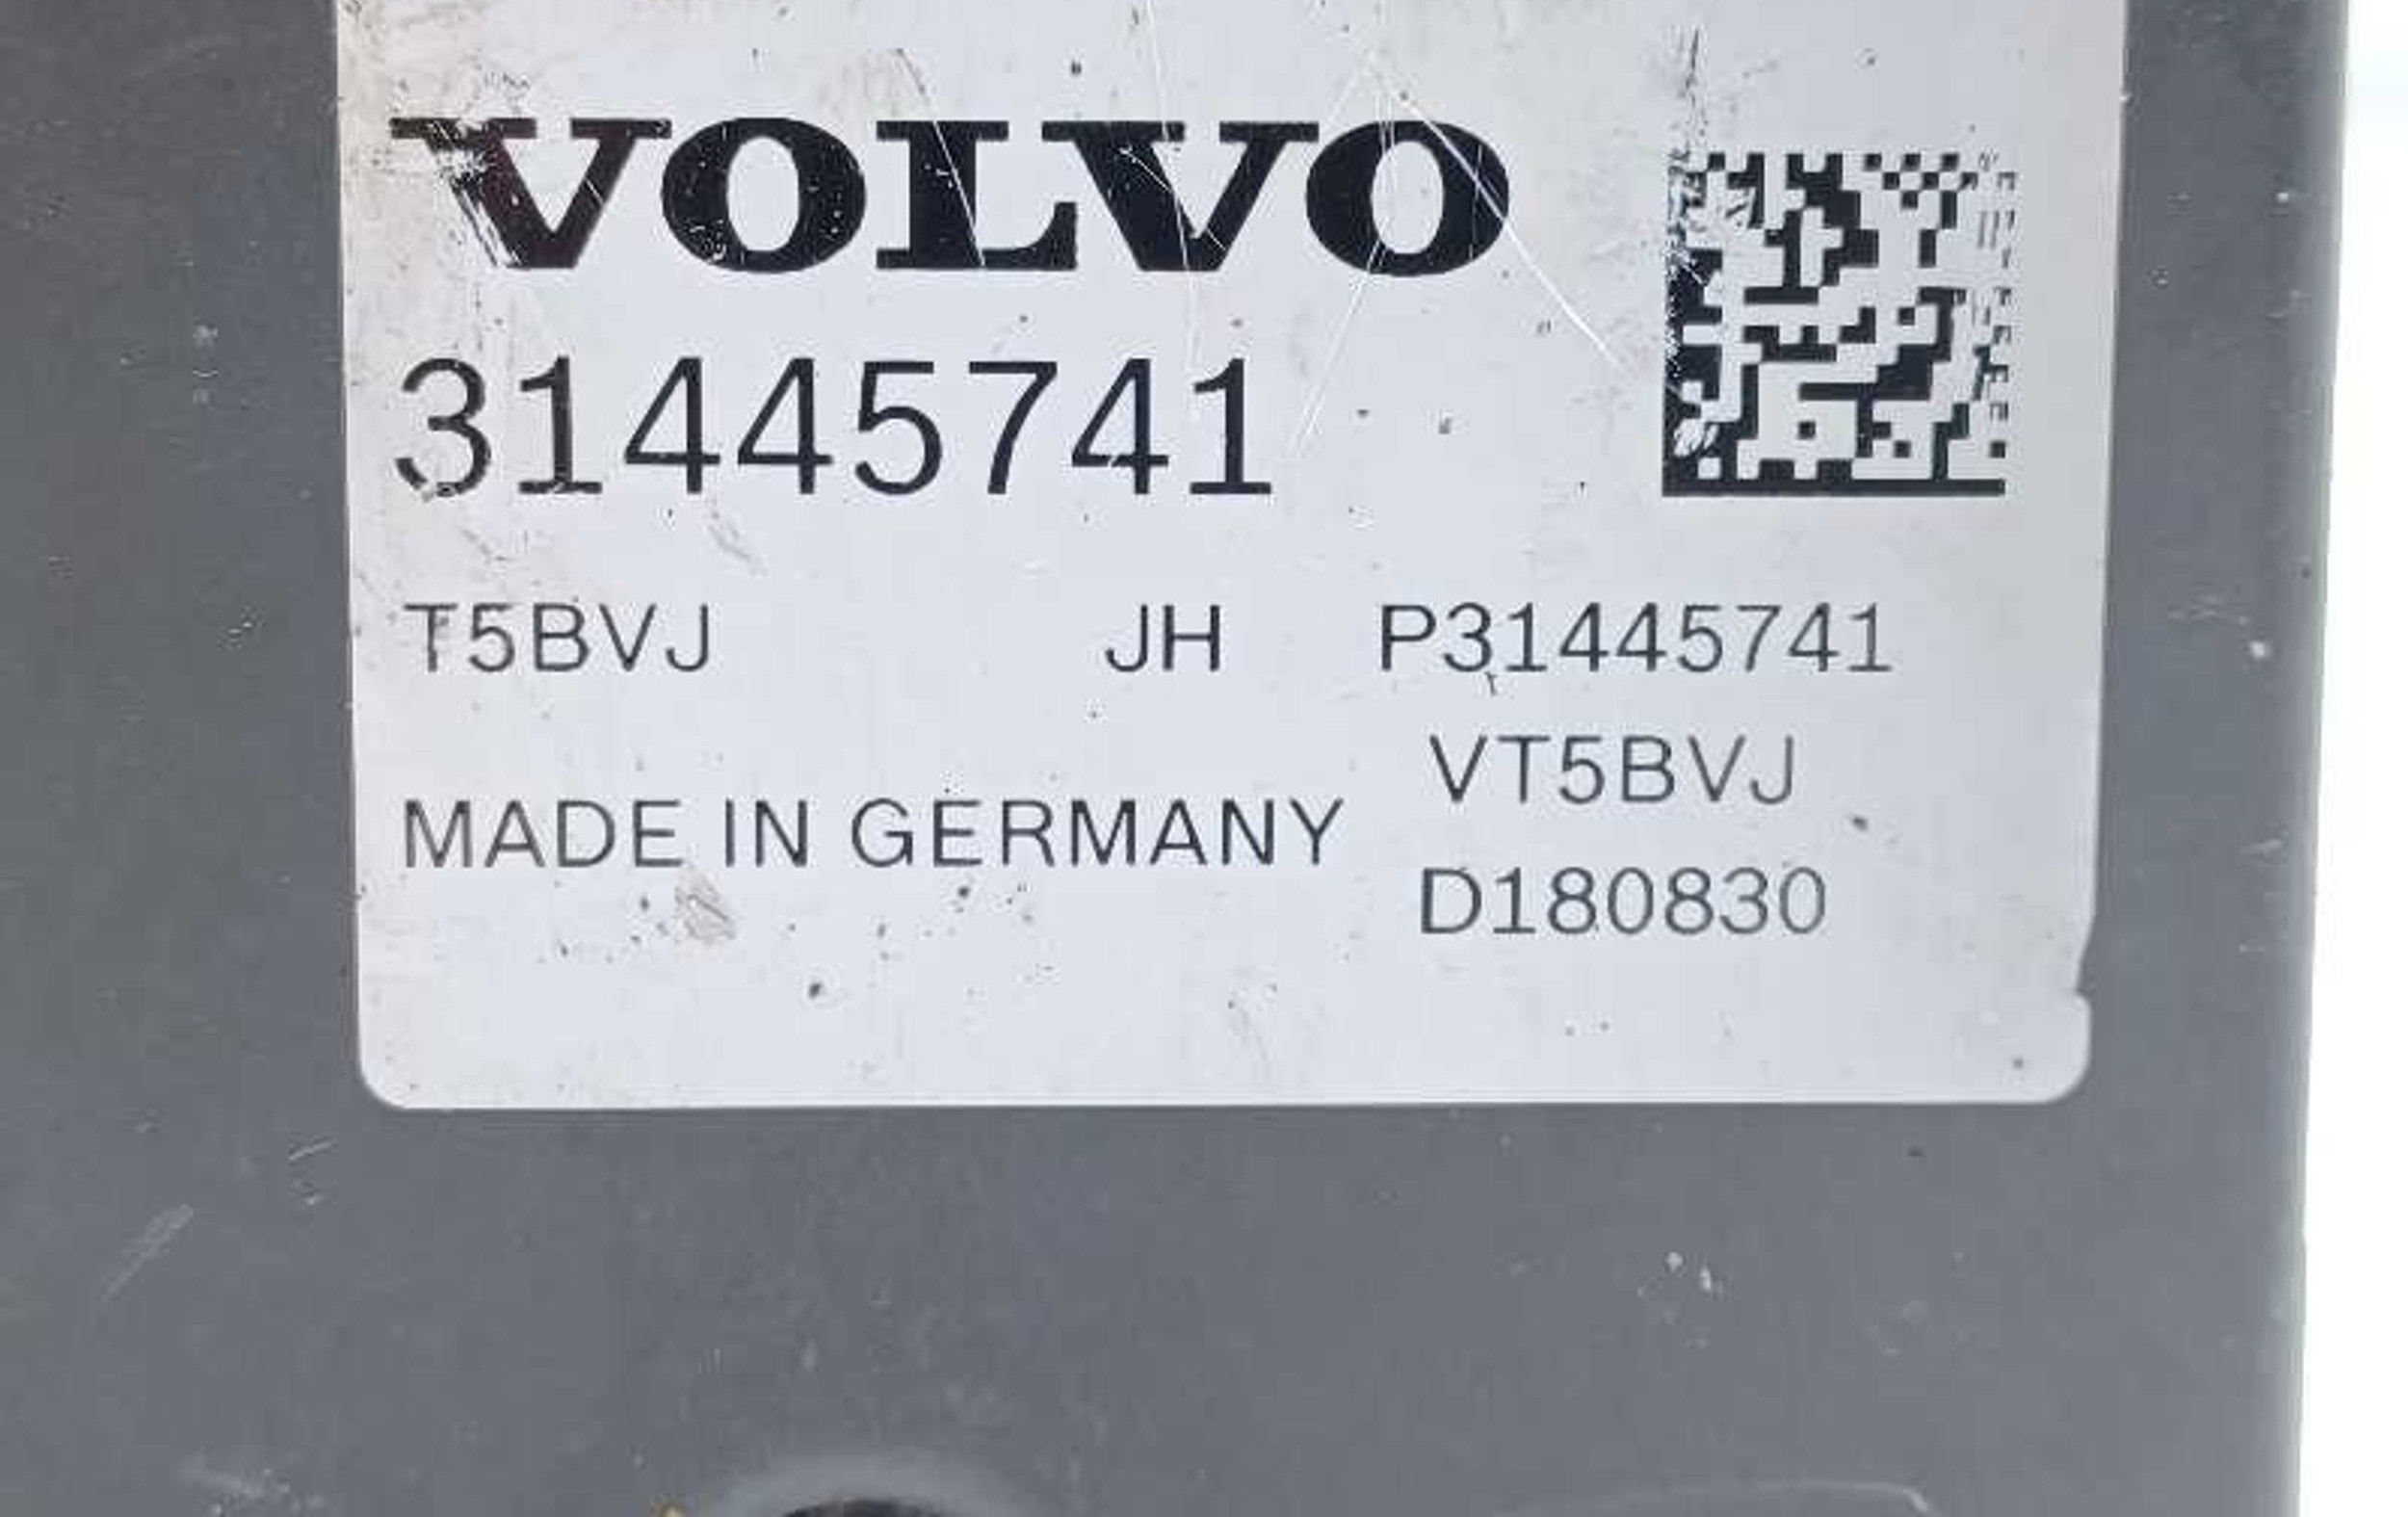 VOLVO
31445741
T5BVJ JH P31445741
VT5BVJ
MADE IN GERMANY
D180830